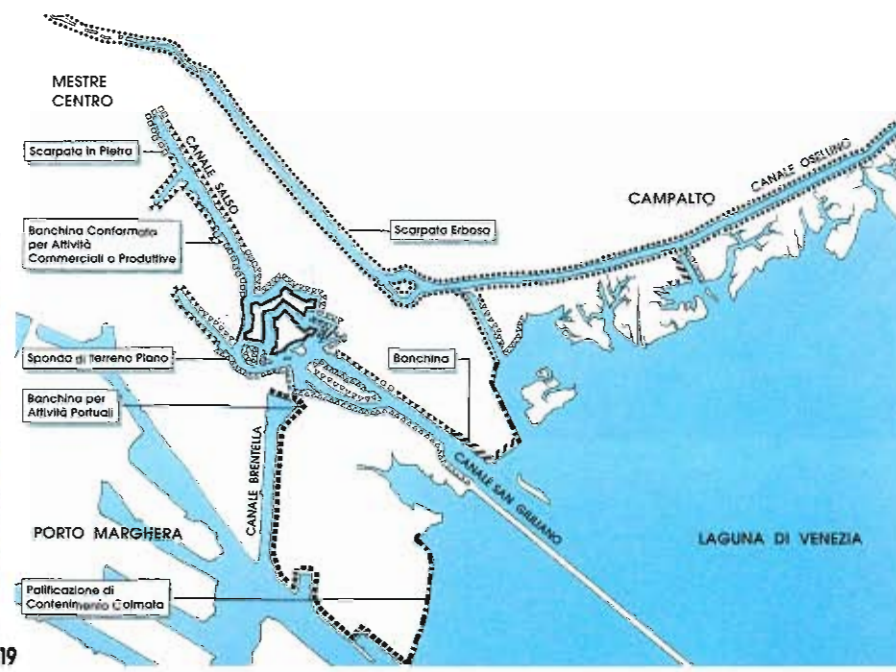 MESTRE
CENTRO
Scarpata in Pietra
CANALE SALSO
CAMPALTO
CANALE OSELLINO
Banchina Conformata
per Attività
Commerciali o Produttive
Scarpata Erbosa
Sponda di Terreno Piano
Banchina
Banchina per
Attività Portuali
CANALE BRENTELLA
CANALE SAN GIULIANO
PORTO MARGHERA
LAGUNA DI VENEZIA
Palificazione di
Contenimento Colmata
19